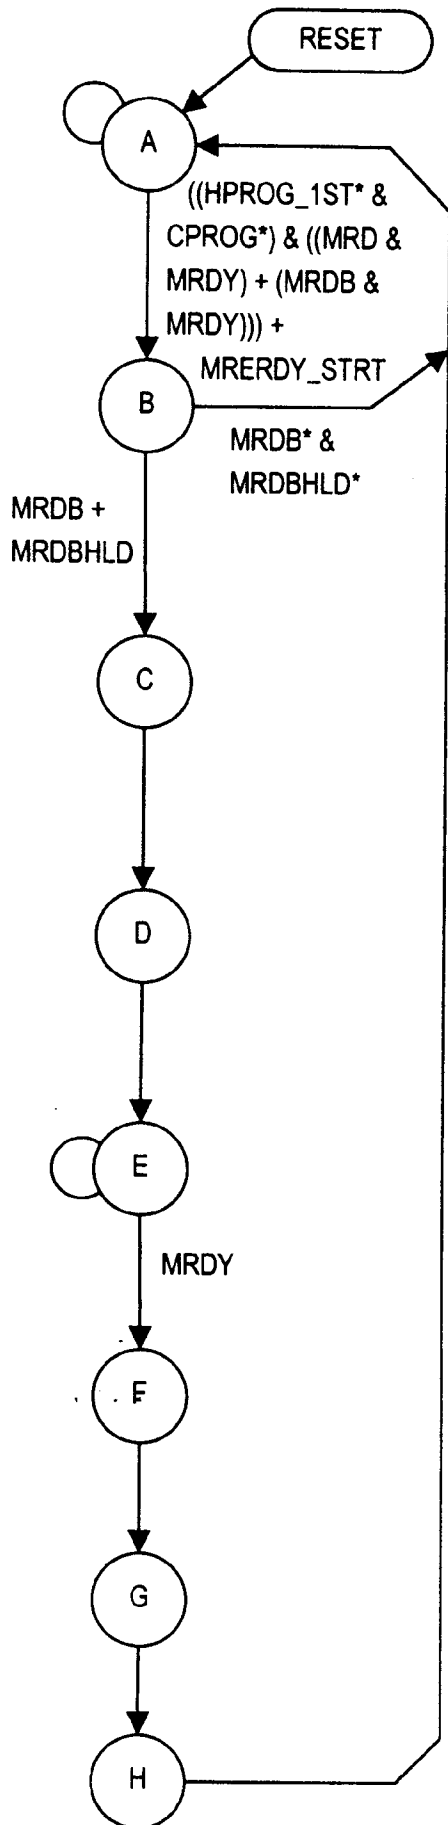 RESET
A
((HPROG_1ST* &
CPROG*) & ((MRD &
MRDY) + (MRDB &
MRDY))) +
MRERDY_STRT
B
MRDB* &
MRDBHLD*
MRDB +
MRDBHLD
C
D
E
MRDY
F
G
H